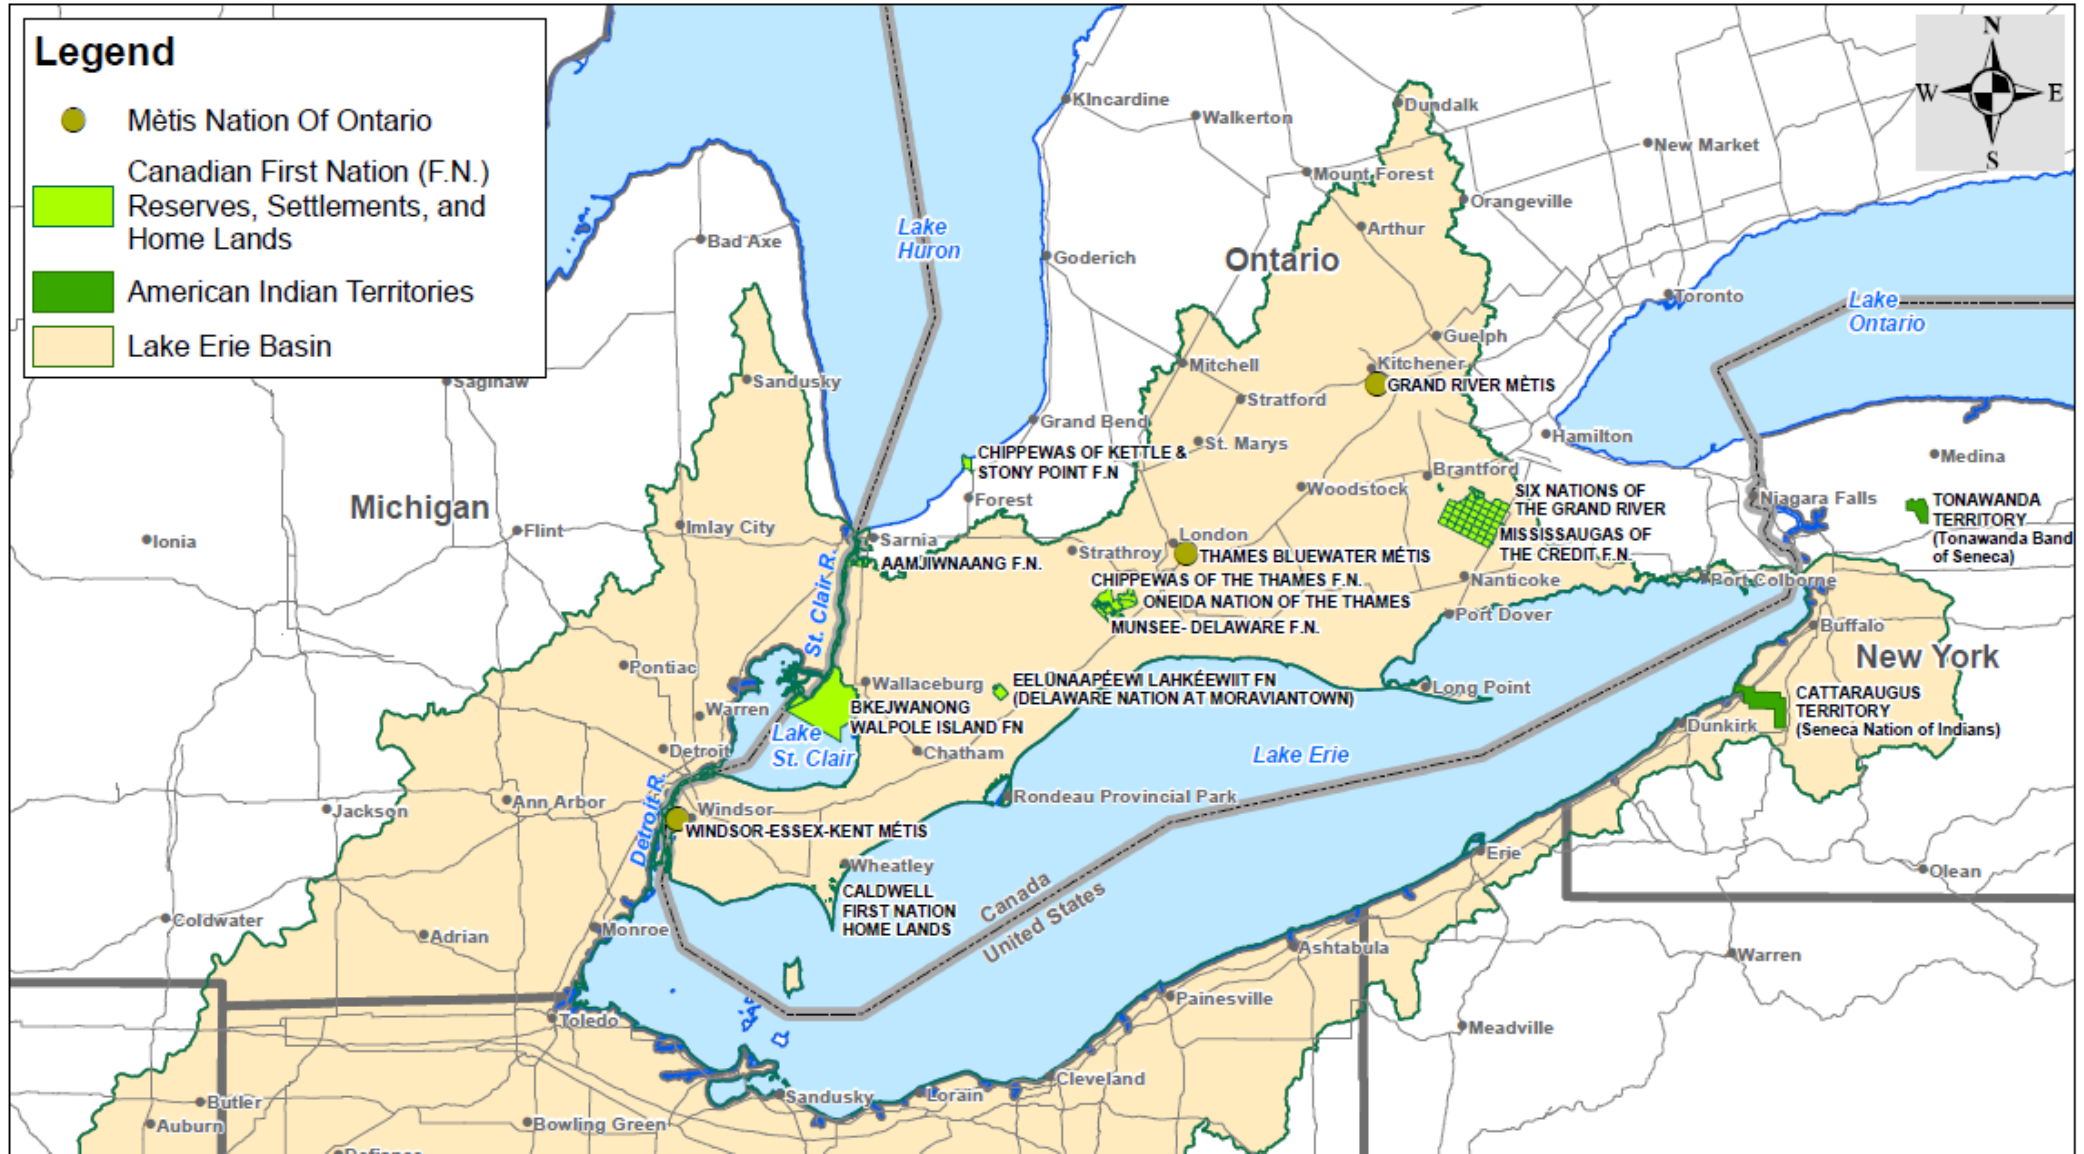 Legend
Mètis Nation Of Ontario
Canadian First Nation (F.N.)
Reserves, Settlements, and
Home Lands
American Indian Territories
Lake Erie Basin
N
W
E
S
KIncardine
Walkerton
Dundalk
New Market
Mount Forest
Orangeville
Arthur
Bad Axe
Lake
Huron
Goderich
Ontario
Toronto
Lake
Ontario
Guelph
Kitchener
GRAND RIVER MÈTIS
Mitchell
Saginaw
Sandusky
Stratford
Grand Bend
St. Marys
Hamilton
CHIPPEWAS OF KETTLE &
STONY POINT F.N
Forest
Brantford
Woodstock
Medina
Michigan
SIX NATIONS OF
THE GRAND RIVER
MISSISSAUGAS OF
THE CREDIT F.N.
Niagara Falls
TONAWANDA
TERRITORY
(Tonawanda Band
of Seneca)
Flint
Imlay City
Ionia
Sarnia
AAMJIWNAANG F.N.
Strathroy
London
THAMES BLUEWATER MÉTIS
CHIPPEWAS OF THE THAMES F.N.
ONEIDA NATION OF THE THAMES
MUNSEE- DELAWARE F.N.
Nanticoke
Port Colborne
Port Dover
St. Clair R.
Buffalo
New York
Pontiac
Wallaceburg
EELÜNAAPÉEWI LAHKÉEWIIT FN
(DELAWARE NATION AT MORAVIANTOWN)
Long Point
Warren
BKEJWANONG
WALPOLE ISLAND FN
CATTARAUGUS
TERRITORY
(Seneca Nation of Indians)
Dunkirk
Detroit
Lake
St. Clair
Chatham
Lake Erie
Detroit R.
Jackson
Ann Arbor
Windsor
WINDSOR-ESSEX-KENT MÉTIS
Rondeau Provincial Park
Wheatley
Erie
Olean
CALDWELL
FIRST NATION
HOME LANDS
Canada
United States
Coldwater
Adrian
Monroe
Ashtabula
Warren
Toledo
Painesville
Meadville
Butler
Auburn
Bowling Green
Sandusky
Lorain
Cleveland